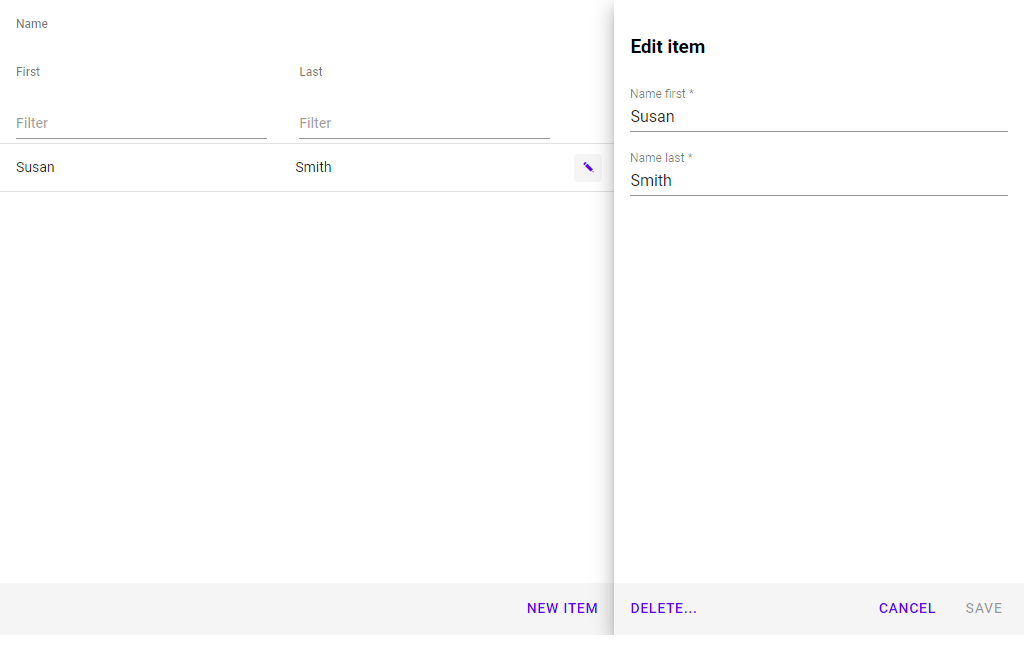 Name
First Last
Filter Filter
Susan Smith
NEW ITEM
Edit item
Name first *
Susan
Name last *
Smith
DELETE... CANCEL SAVE